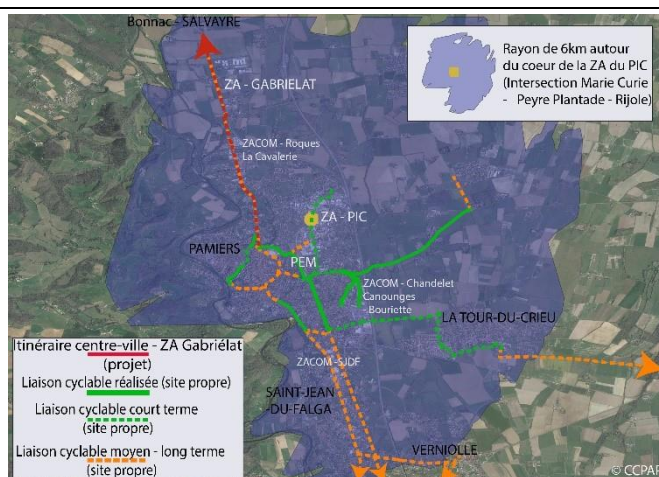 Bonnac - SALVAYRE
ZA - GABRIELAT
ZACOM - Roques
La Cavalerie
Rayon de 6km autour
du coeur de la ZA du PIC
(Intersection Marie Curie
- Peyre Plantade - Rijole)
ZA - PIC
PAMIERS
PEM
ZACOM - Chandelet
Canounges
- Bouriette
LA TOUR-DU-CRIEU
ZACOM - SJDF
SAINT-JEAN
-DU-FALGA
VERNIOLLE
Itinéraire centre-ville - ZA Gabriélat
(projet)
Liaison cyclable réalisée (site propre)
Liaison cyclable court terme
(site propre)
Liaison cyclable moyen - long terme
(site propre)
© CCPAP